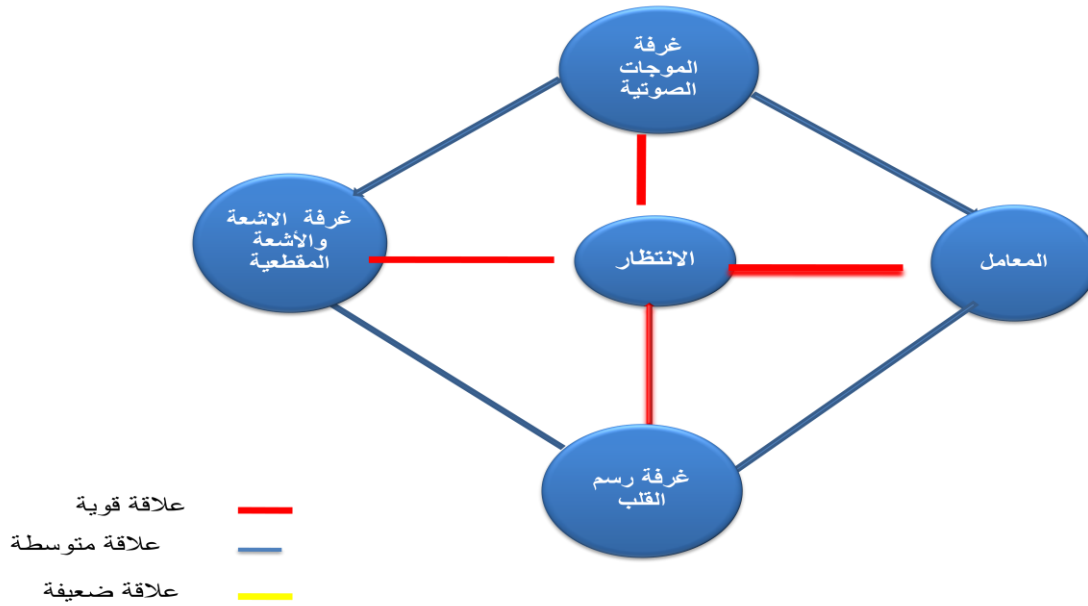 غرفة
الموجات
الصوتية
غرفة الاشعة
والأشعة
المقطعية
الانتظار
المعامل
غرفة رسم
القلب
علاقة قوية
علاقة متوسطة
علاقة ضعيفة